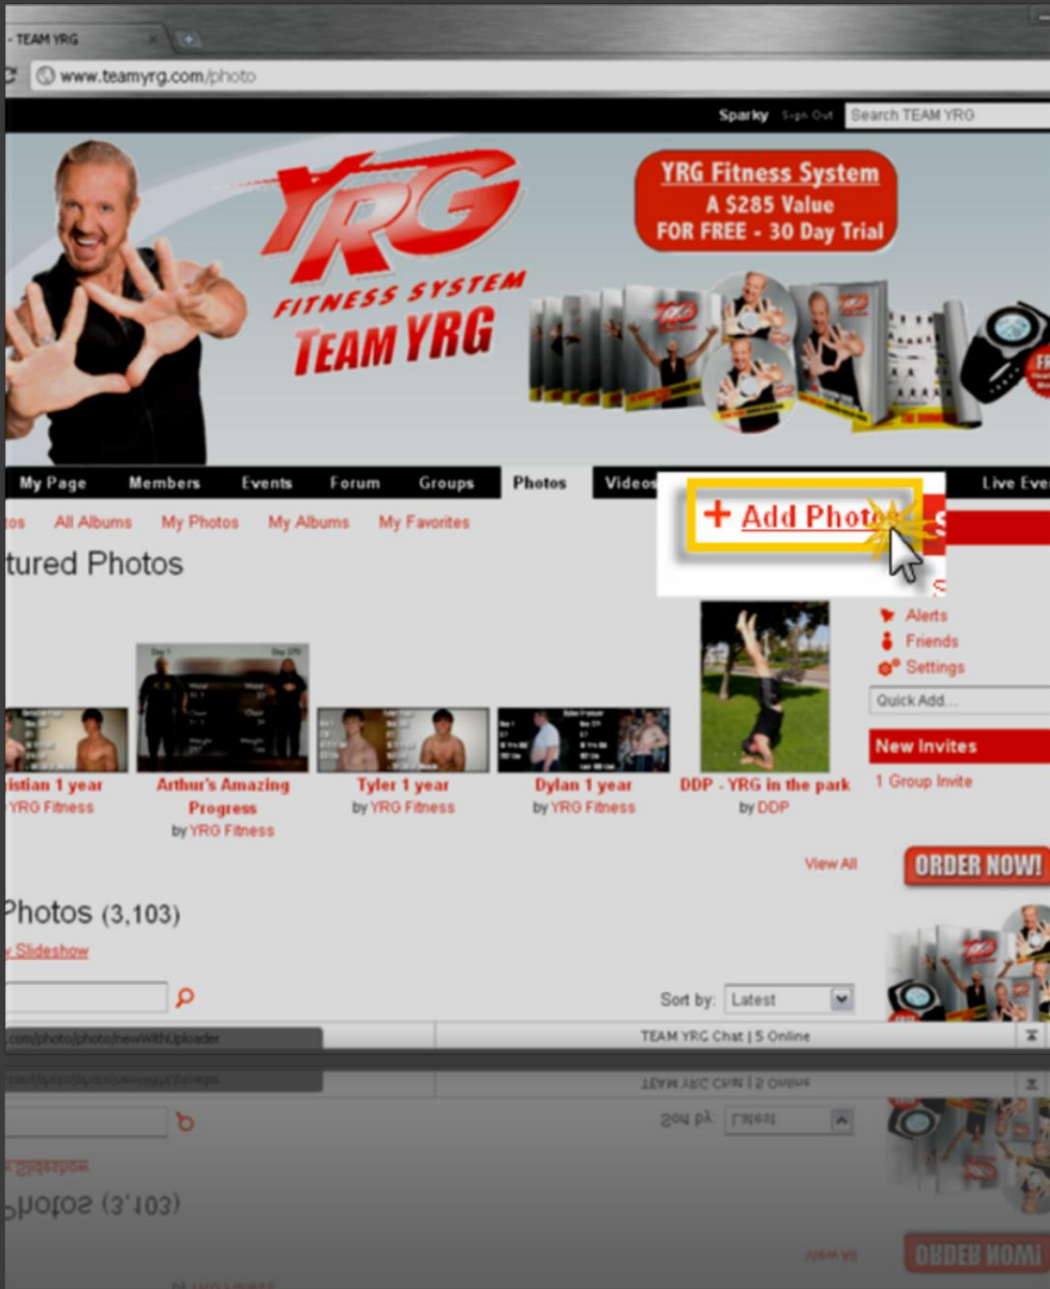 - TEAM YRG
www.teamyrg.com/photo
Sparky Sign Out Search TEAM YRG
YRG
FITNESS SYSTEM
TEAM YRG
YRG Fitness System
A $285 Value
FOR FREE - 30 Day Trial
My Page Members Events Forum Groups Photos Videos Live Eve
All Albums My Photos My Albums My Favorites
+ Add Photos
tured Photos
Alerts
Friends
Settings
Quick Add...
New Invites
1 Group Invite
istian 1 year
YRG Fitness
Arthur's Amazing
Progress
by YRG Fitness
Tyler 1 year
by YRG Fitness
Dylan 1 year
by YRG Fitness
DDP - YRG in the park
by DDP
View All
ORDER NOW!
Photos (3,103)
Slideshow
Sort by: Latest
.com/photo/photo/newWithUploader
TEAM YRG Chat | 5 Online